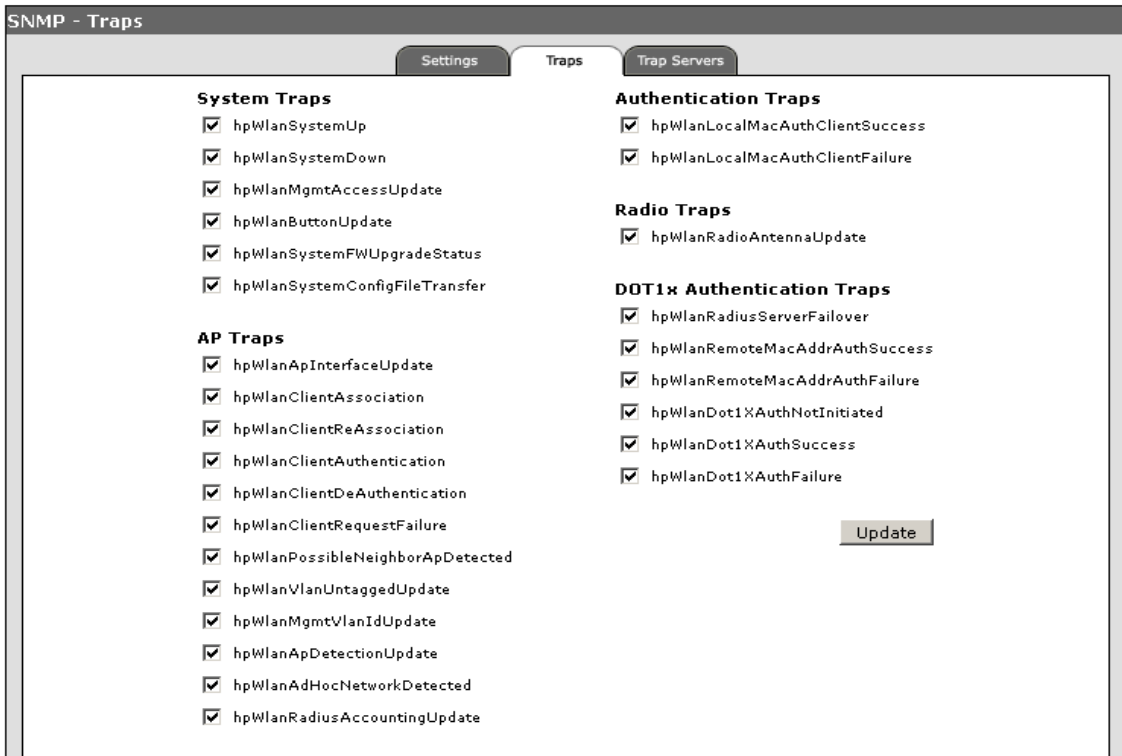 SNMP - Traps
Settings
Traps
Trap Servers
System Traps
hpWlanSystemUp
hpWlanSystemDown
hpWlanMgmtAccessUpdate
hpWlanButtonUpdate
hpWlanSystemFWUpgradeStatus
hpWlanSystemConfigFileTransfer
AP Traps
hpWlanApInterfaceUpdate
hpWlanClientAssociation
hpWlanClientReAssociation
hpWlanClientAuthentication
hpWlanClientDeAuthentication
hpWlanClientRequestFailure
hpWlanPossibleNeighborApDetected
hpWlanVlanUntaggedUpdate
hpWlanMgmtVlanIdUpdate
hpWlanApDetectionUpdate
hpWlanAdHocNetworkDetected
hpWlanRadiusAccountingUpdate
Authentication Traps
hpWlanLocalMacAuthClientSuccess
hpWlanLocalMacAuthClientFailure
Radio Traps
hpWlanRadioAntennaUpdate
DOT1x Authentication Traps
hpWlanRadiusServerFailover
hpWlanRemoteMacAddrAuthSuccess
hpWlanRemoteMacAddrAuthFailure
hpWlanDot1XAuthNotInitiated
hpWlanDot1XAuthSuccess
hpWlanDot1XAuthFailure
Update